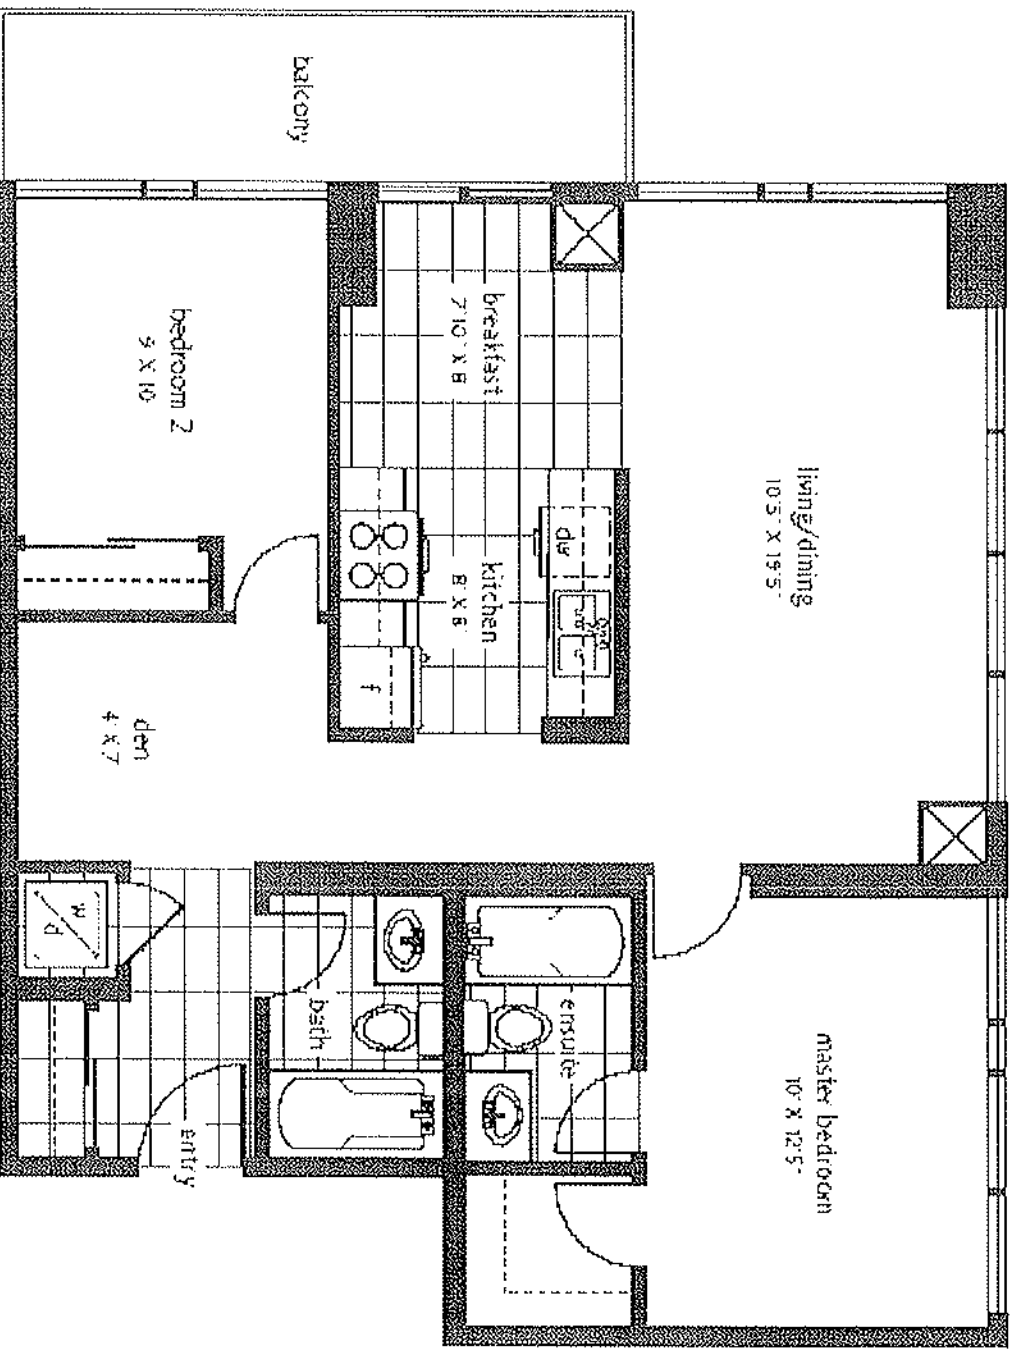 balcony
bedroom 2
9 X 10
breakfast
7'10" X 8
living/dining
10'5" X 19'5"
kitchen
8' X 8'
dw
f
den
4' X 7'
w
d
bath
ensuite
entry
master bedroom
10' X 12'5"